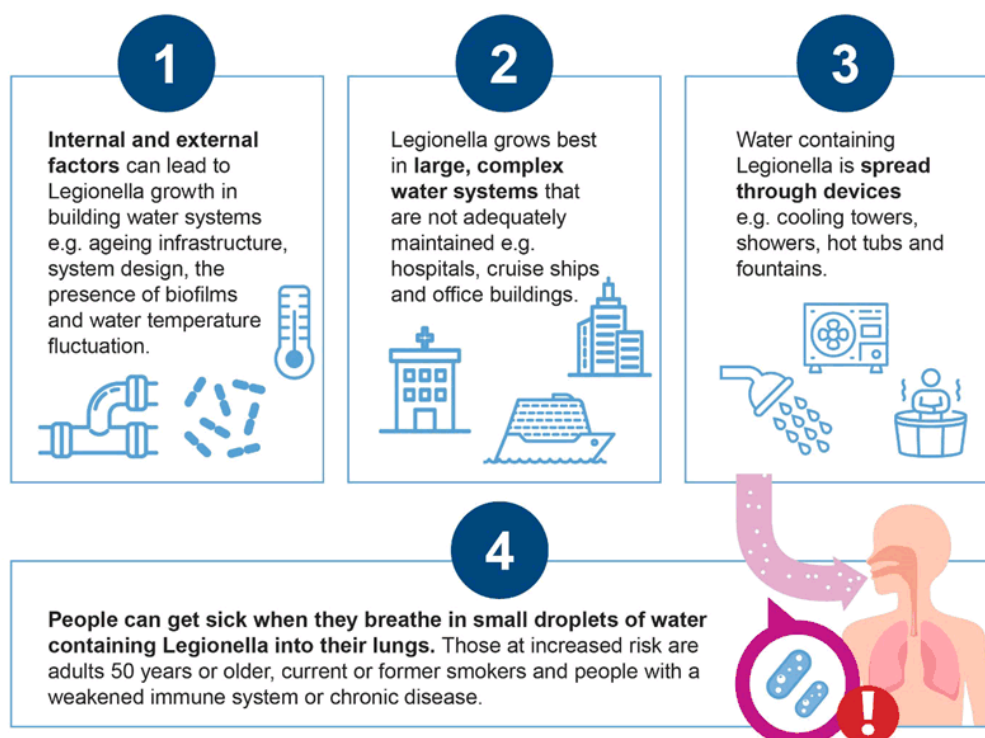 1
Internal and external
factors can lead to
Legionella growth in
building water systems
e.g. ageing infrastructure,
system design, the
presence of biofilms
and water temperature
fluctuation.
2
Legionella grows best
in large, complex
water systems that
are not adequately
maintained e.g.
hospitals, cruise ships
and office buildings.
3
Water containing
Legionella is spread
through devices
e.g. cooling towers,
showers, hot tubs and
fountains.
4
People can get sick when they breathe in small droplets of water
containing Legionella into their lungs. Those at increased risk are
adults 50 years or older, current or former smokers and people with a
weakened immune system or chronic disease.
!